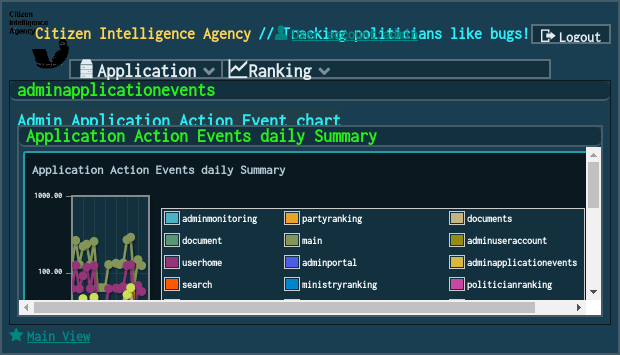 Citizen
Intelligence
Agency
Citizen Intelligence Agency // Tracking politicians like bugs!
Logout
Application
Ranking
adminapplicationevents
Admin Application Action Event chart
Application Action Events daily Summary
Application Action Events daily Summary
1000.00
100.00
adminmonitoring
partyranking
documents
document
main
adminuseraccount
userhome
adminportal
adminapplicationevents
search
ministryranking
politicianranking
Main View